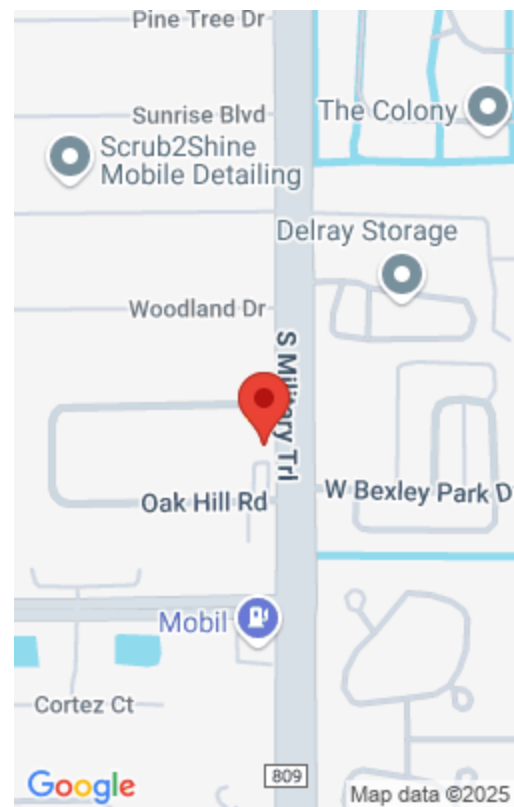 Pine Tree Dr
Sunrise Blvd
The Colony
Scrub2Shine
Mobile Detailing
Delray Storage
Woodland Dr
S Military Trl
Oak Hill Rd
W Bexley Park D
Mobil
Cortez Ct
809
Google
Map data ©2025